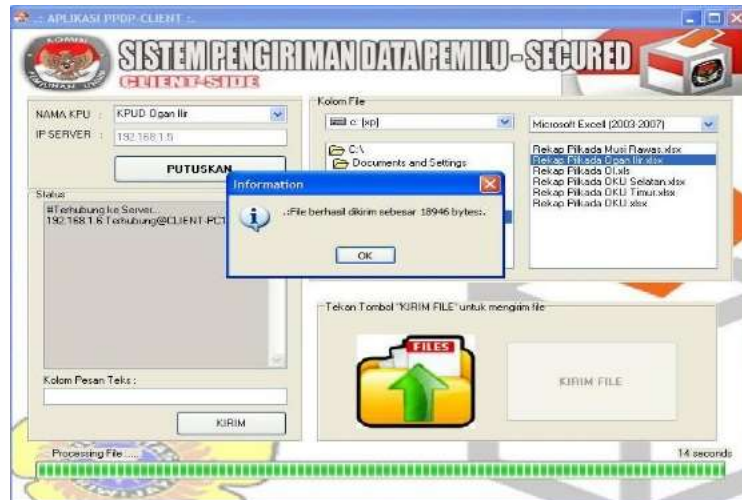 ..: APLIKASI PPDP-CLIENT :..
SISTEM PENGIRIMAN DATA PEMILU - SECURED
CLIENT-SIDE
NAMA KPU :
KPUD Ogan Ilir
IP SERVER :
192.168.1.5
PUTUSKAN
Status
#Terhubung ke Server...
192.168.1.6 Terhubung@CLIENT-PC1
Kolom Pesan Teks :
KIRIM
Kolom File
c: [xp]
C:\
Documents and Settings
Microsoft Excell (2003-2007)
Rekap Pilkada Musi Rawas.xlsx
Rekap Pilkada Ogan Ilir.xlsx
Rekap Pilkada OI.xls
Rekap Pilkada OKU Selatan.xlsx
Rekap Pilkada OKU Timur.xlsx
Rekap Pilkada OKU.xlsx
Information
.:File berhasil dikirim sebesar 18946 bytes:.
OK
Tekan Tombol "KIRIM FILE" untuk mengirim file
FILES
KIRIM FILE
Processing File .....
14 seconds